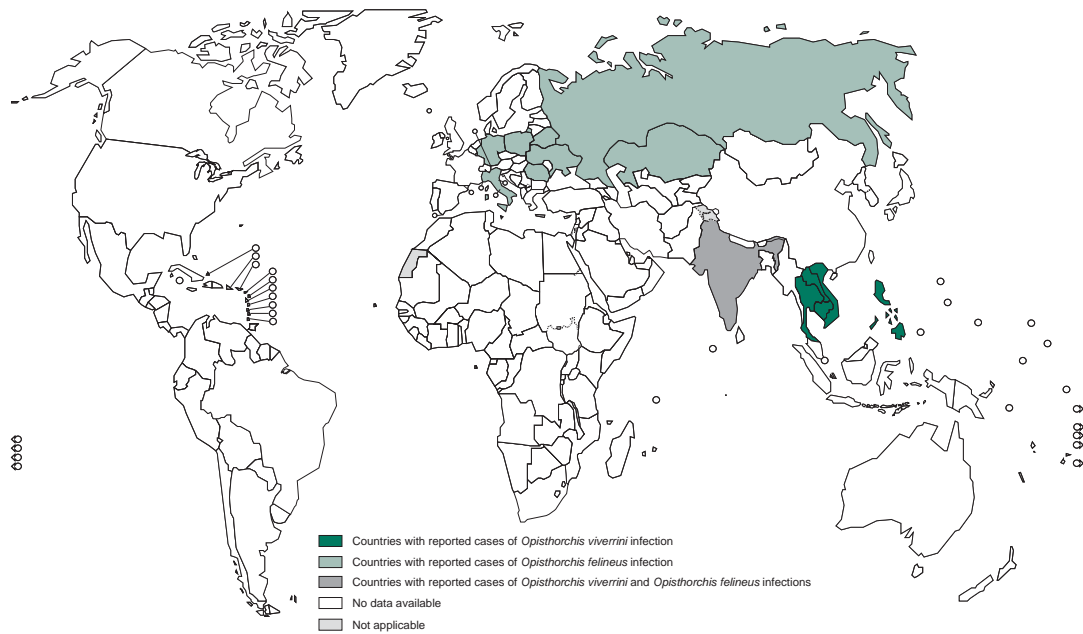 Countries with reported cases of Opisthorchis viverrini infection
Countries with reported cases of Opisthorchis felineus infection
Countries with reported cases of Opisthorchis viverrini and Opisthorchis felineus infections
No data available
Not applicable